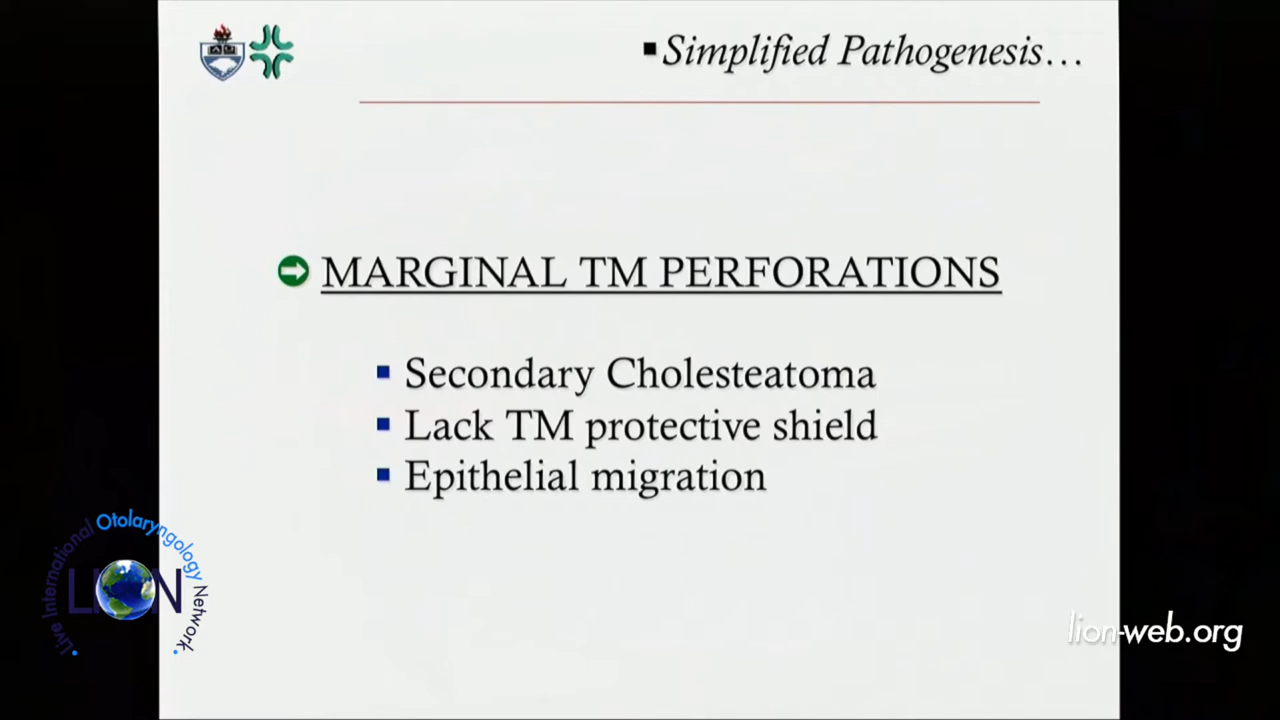 Simplified Pathogenesis…
MARGINAL TM PERFORATIONS
Secondary Cholesteatoma
Lack TM protective shield
Epithelial migration
Live International Otolaryngology Network
LION
lion-web.org